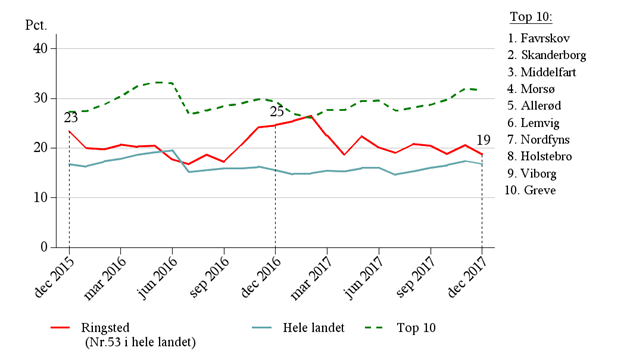 Pct.
40
30
20
10
0
23
25
19
dec 2015
mar 2016
jun 2016
sep 2016
dec 2016
mar 2017
jun 2017
sep 2017
dec 2017
Ringsted
(Nr.53 i hele landet)
Hele landet
Top 10
Top 10:
1. Favrskov
2. Skanderborg
3. Middelfart
4. Morsø
5. Allerød
6. Lemvig
7. Nordfyns
8. Holstebro
9. Viborg
10. Greve